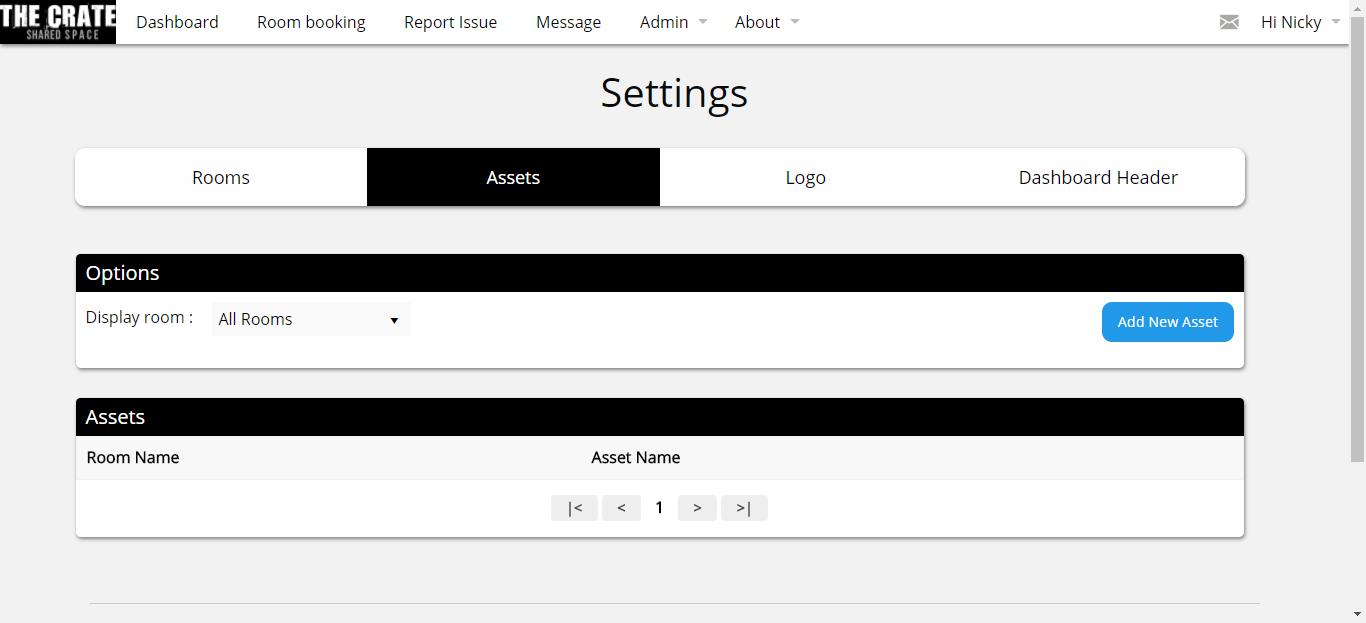 THE CRATE
SHARED SPACE
Dashboard Room booking Report Issue Message Admin About Hi Nicky
Settings
Rooms Assets Logo Dashboard Header
Options
Display room : All Rooms Add New Asset
Assets
Room Name Asset Name
|< < 1 > >|